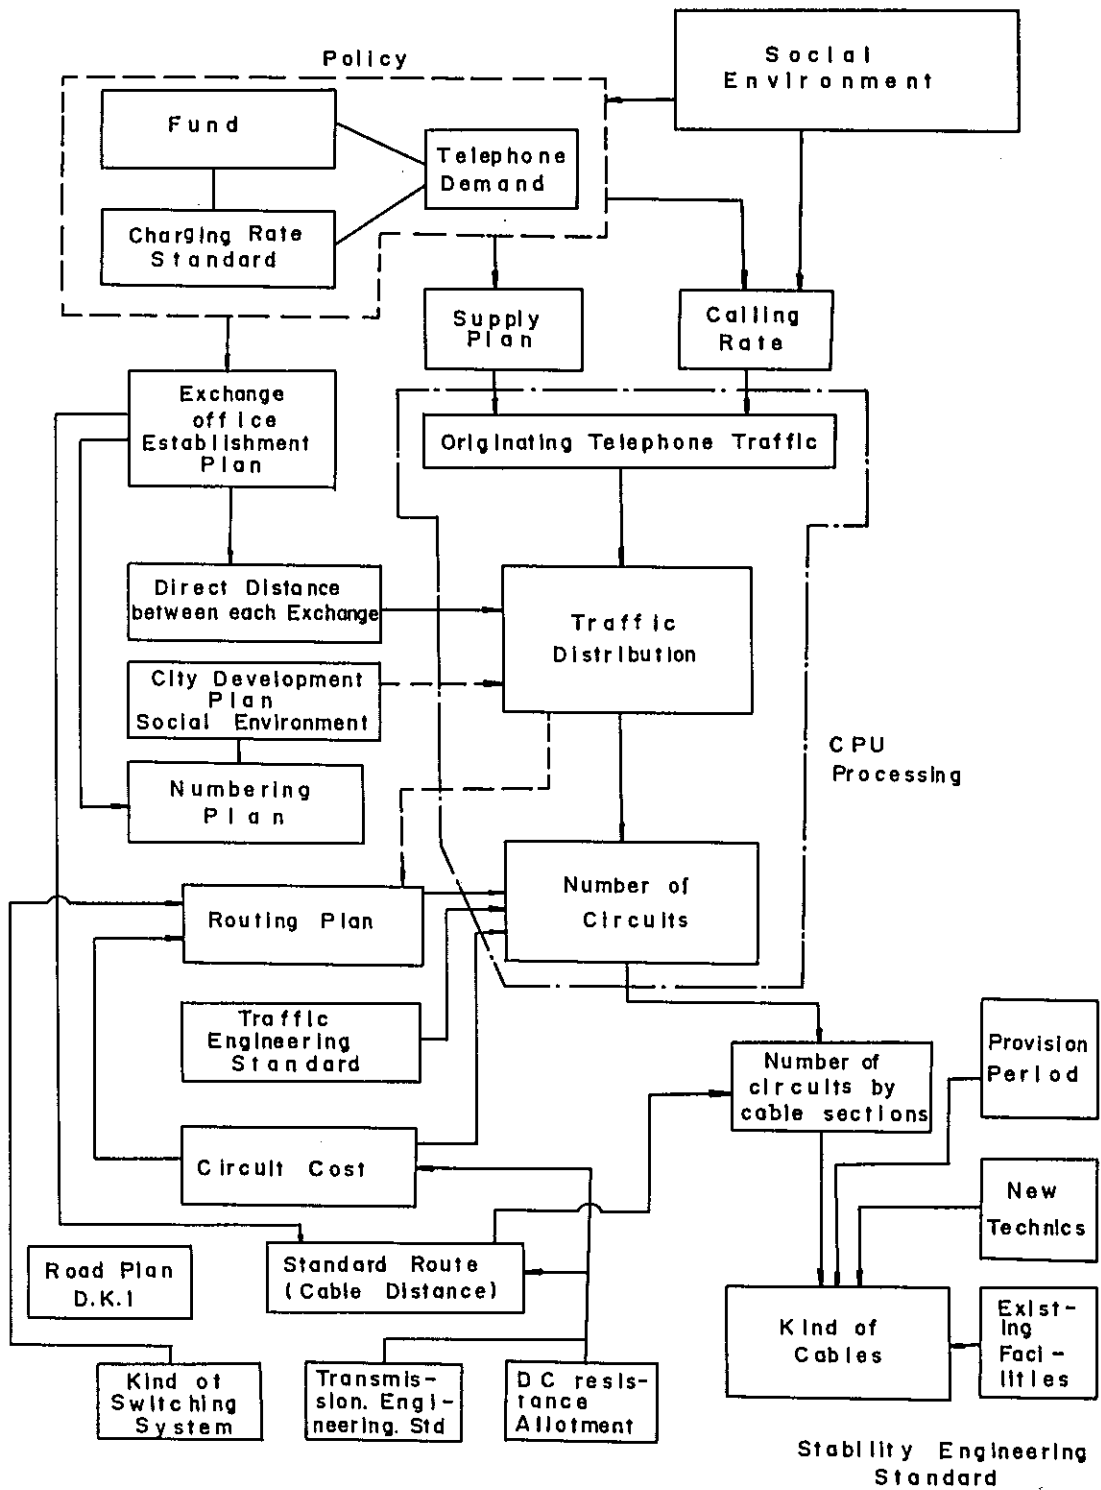 Policy
Social
Environment
Fund
Telephone
Demand
Charging Rate
Standard
Supply
Plan
Calling
Rate
Exchange
office
Establishment
Plan
Originating Telephone Traffic
Direct Distance
between each Exchange
Traffic
Distribution
City Development
Plan
Social Environment
CPU
Processing
Numbering
Plan
Number of
Circuits
Routing Plan
Traffic
Engineering
Standard
Number of
circuits by
cable sections
Provision
Period
Circuit Cost
New
Technics
Standard Route
(Cable Distance)
Road Plan
D.K.1
Kind of
Cables
Exist-
ing
Faci-
lities
Kind of
Switching
System
Transmis-
sion. Engi-
neering. Std
DC resis-
tance
Allotment
Stability Engineering
Standard